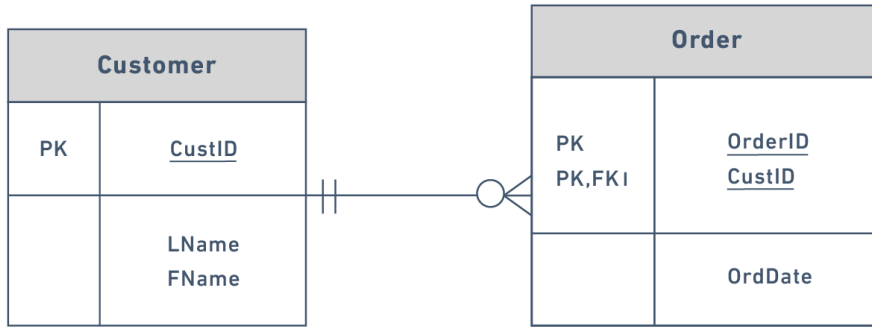 Customer
PK CustID
LName
FName
Order
PK OrderID
PK,FK1 CustID
OrdDate